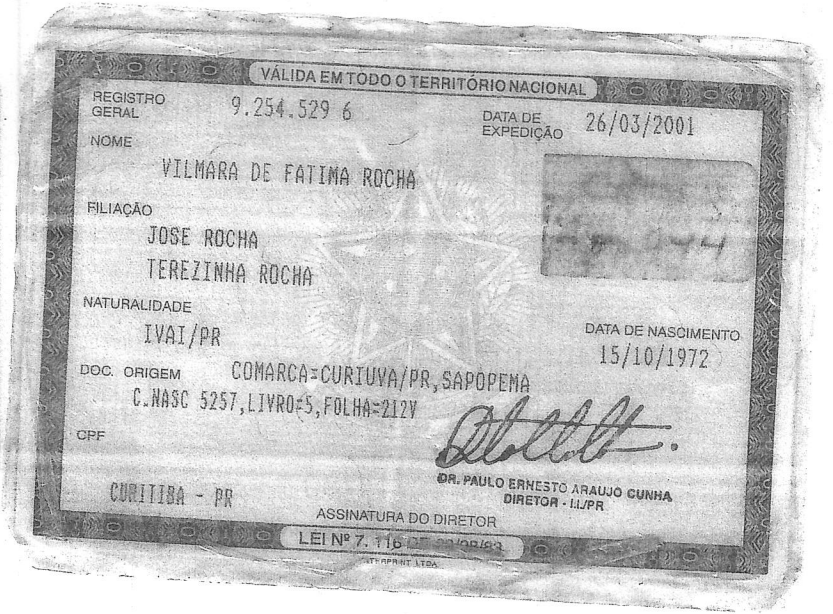 VÁLIDA EM TODO O TERRITÓRIO NACIONAL
REGISTRO GERAL 9.254.529 6
DATA DE EXPEDIÇÃO 26/03/2001
NOME
VILMARA DE FATIMA ROCHA
FILIAÇÃO
JOSE ROCHA
TEREZINHA ROCHA
NATURALIDADE
IVAI/PR
DATA DE NASCIMENTO
15/10/1972
DOC. ORIGEM COMARCA=CURIUVA/PR,SAPOPEMA
C.NASC 5257,LIVRO=5,FOLHA=212V
CPF
CURITIBA - PR
DR. PAULO ERNESTO ARAUJO CUNHA
DIRETOR - I.I./PR
ASSINATURA DO DIRETOR
LEI Nº 7.116